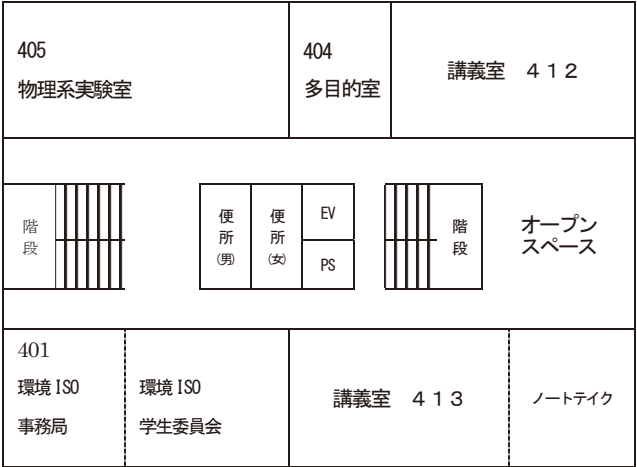 405
物理系実験室
404
多目的室
講義室 ４１２
階段
便所(男)
便所(女)
EV
PS
階段
オープン
スペース
401
環境 ISO
事務局
環境 ISO
学生委員会
講義室 ４１３
ノートテイク